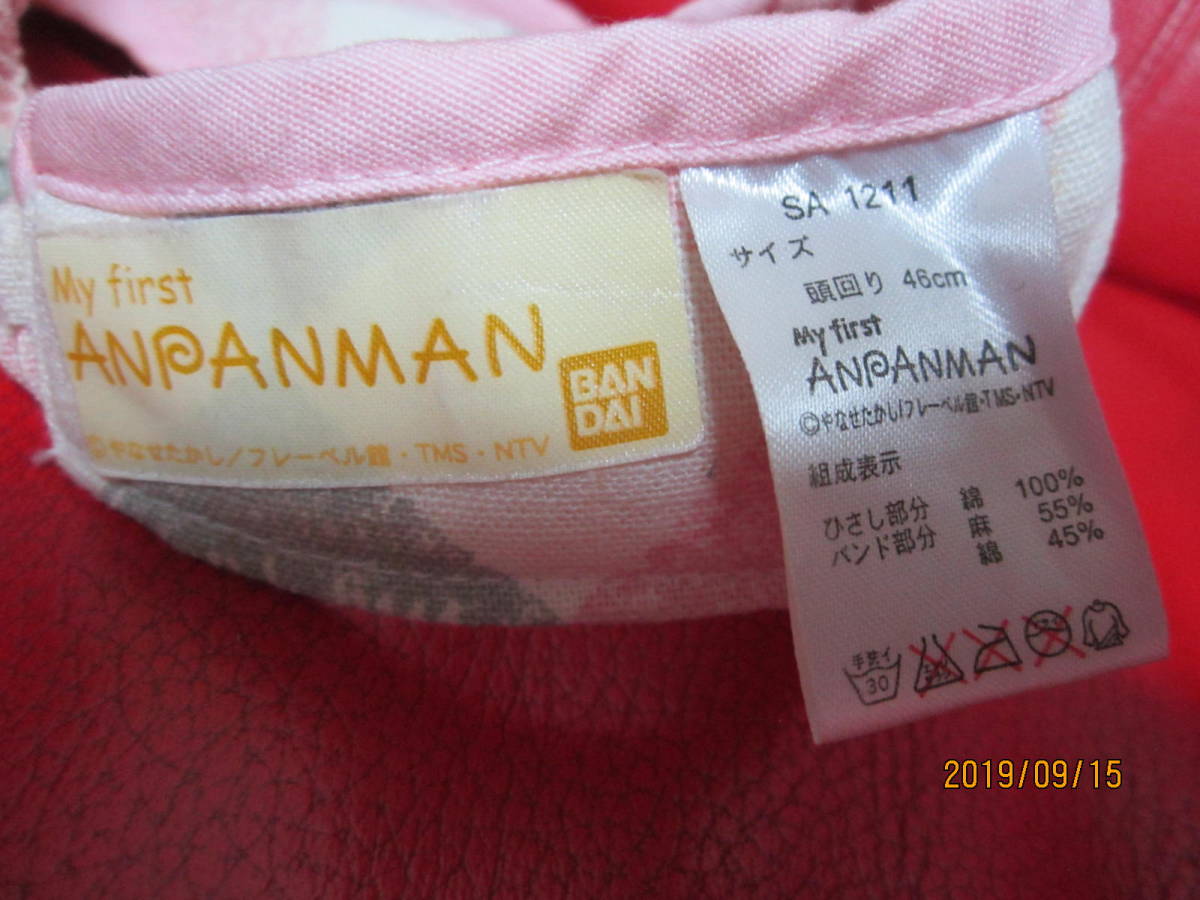 My first
ANPANMAN
BAN
DAI
©やなせたかし/フレーベル館・TMS・NTV
SA 1211
サイズ
頭回り 46cm
My first
ANPANMAN
©やなせたかし/フレーベル館・TMS・NTV
組成表示
ひさし部分 綿 100%
バンド部分 麻 55%
綿 45%
手洗イ
30
2019/09/15